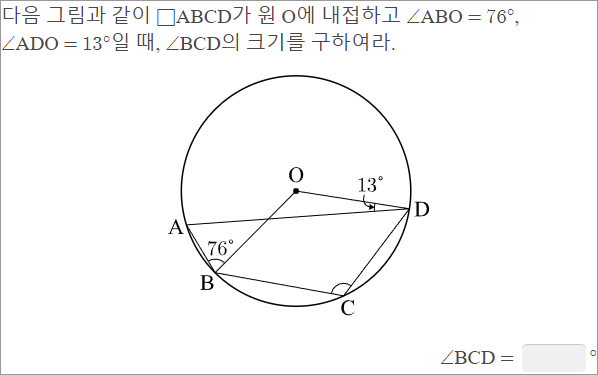 다음 그림과 같이 □ABCD가 원 O에 내접하고 ∠ABO = 76°,
∠ADO = 13°일 때, ∠BCD의 크기를 구하여라.
O
13°
D
A
76°
B
C
∠BCD = °